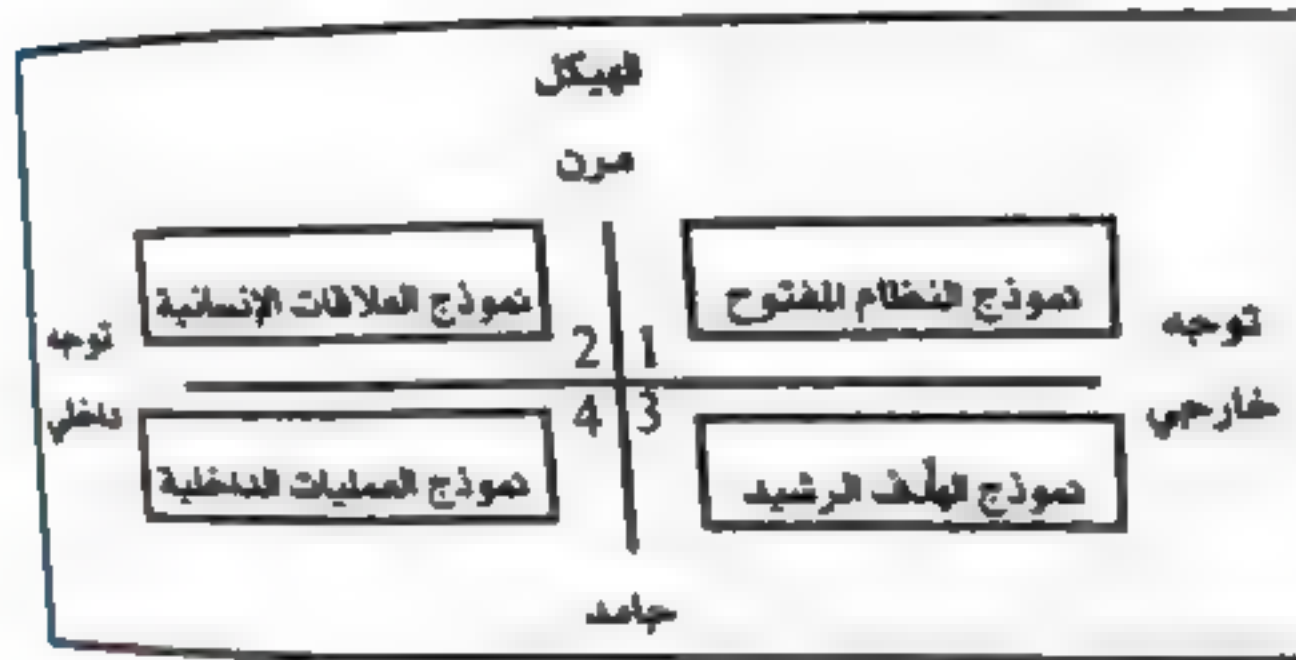 الهيكل
مرن
نموذج النظام المفتوح
نموذج العلاقات الإنسانية
1
2
توجه
خارجي
توجه
داخلي
3
4
نموذج الهدف الرشيد
نموذج العمليات الداخلية
جامد